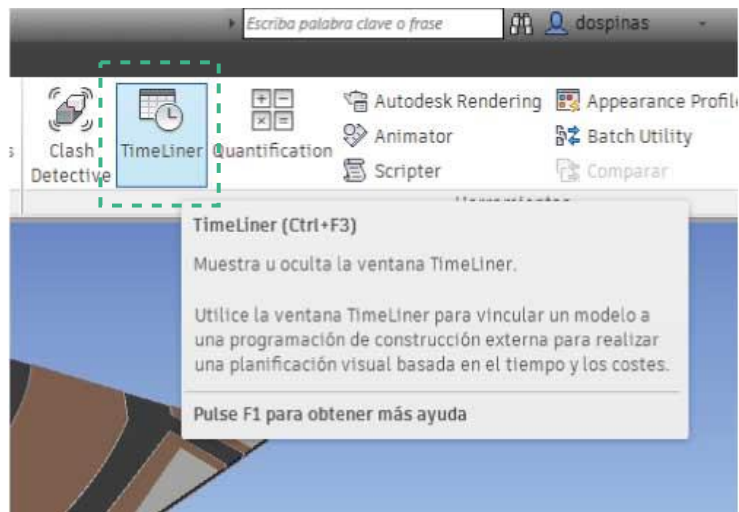 Escriba palabra clave o frase
dospinas
Clash
Detective
TimeLiner
Quantification
Autodesk Rendering
Animator
Scripter
Appearance Profil
Batch Utility
Comparar
TimeLiner (Ctrl+F3)
Muestra u oculta la ventana TimeLiner.
Utilice la ventana TimeLiner para vincular un modelo a
una programación de construcción externa para realizar
una planificación visual basada en el tiempo y los costes.
Pulse F1 para obtener más ayuda